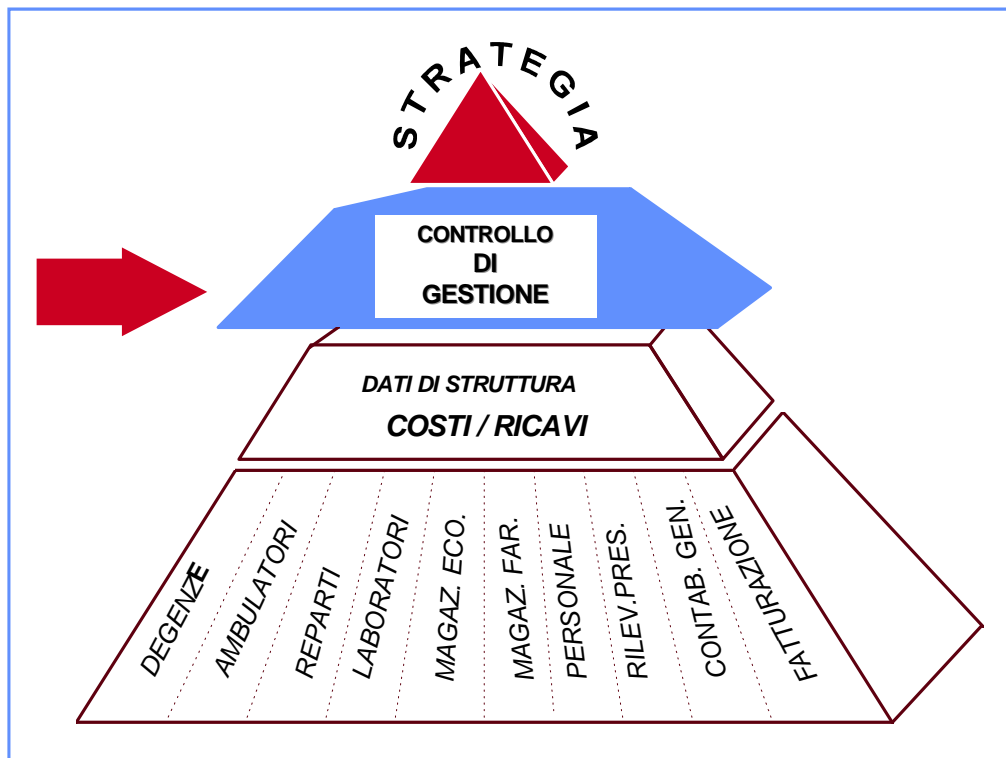 STRATEGIA
CONTROLLO
DI
GESTIONE
DATI DI STRUTTURA
COSTI / RICAVI
DEGENZE
AMBULATORI
REPARTI
LABORATORI
MAGAZ. ECO.
MAGAZ. FAR.
PERSONALE
RILEV.PRES.
CONTAB. GEN.
FATTURAZIONE